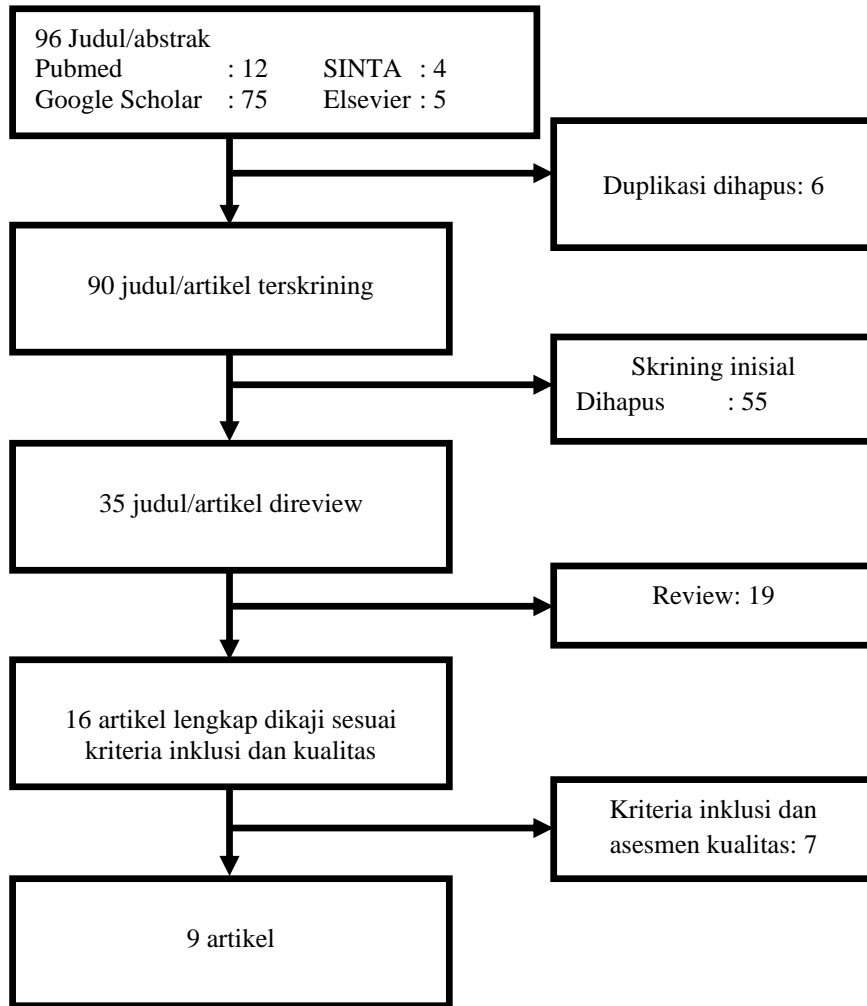 96 Judul/abstrak
Pubmed : 12 SINTA : 4
Google Scholar : 75 Elsevier : 5
Duplikasi dihapus: 6
90 judul/artikel terskrining
Skrining inisial
Dihapus : 55
35 judul/artikel direview
Review: 19
16 artikel lengkap dikaji sesuai
kriteria inklusi dan kualitas
Kriteria inklusi dan
asesmen kualitas: 7
9 artikel